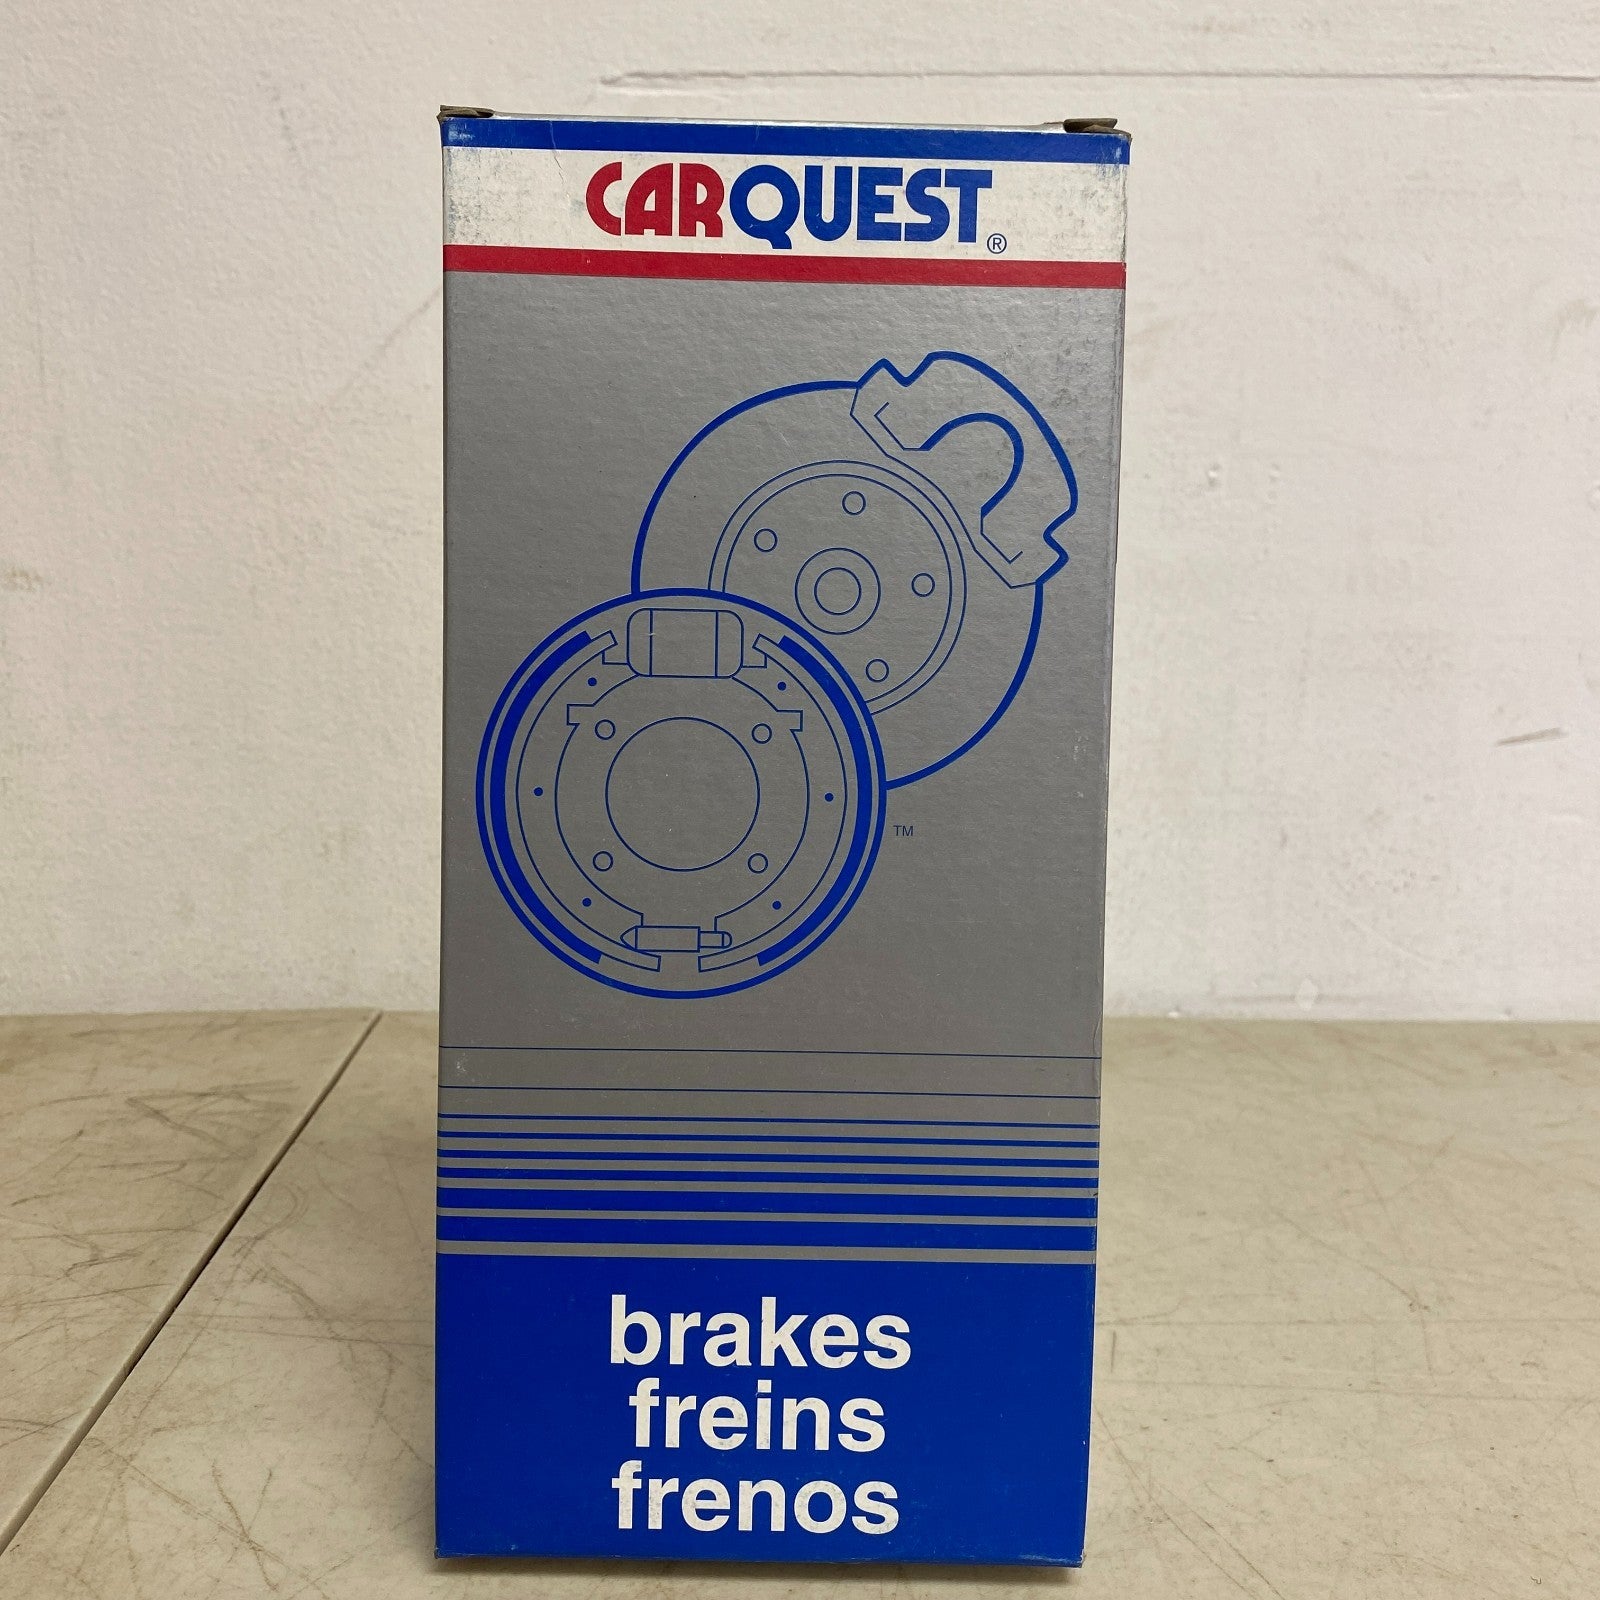 CARQUEST®
TM
brakes
freins
frenos